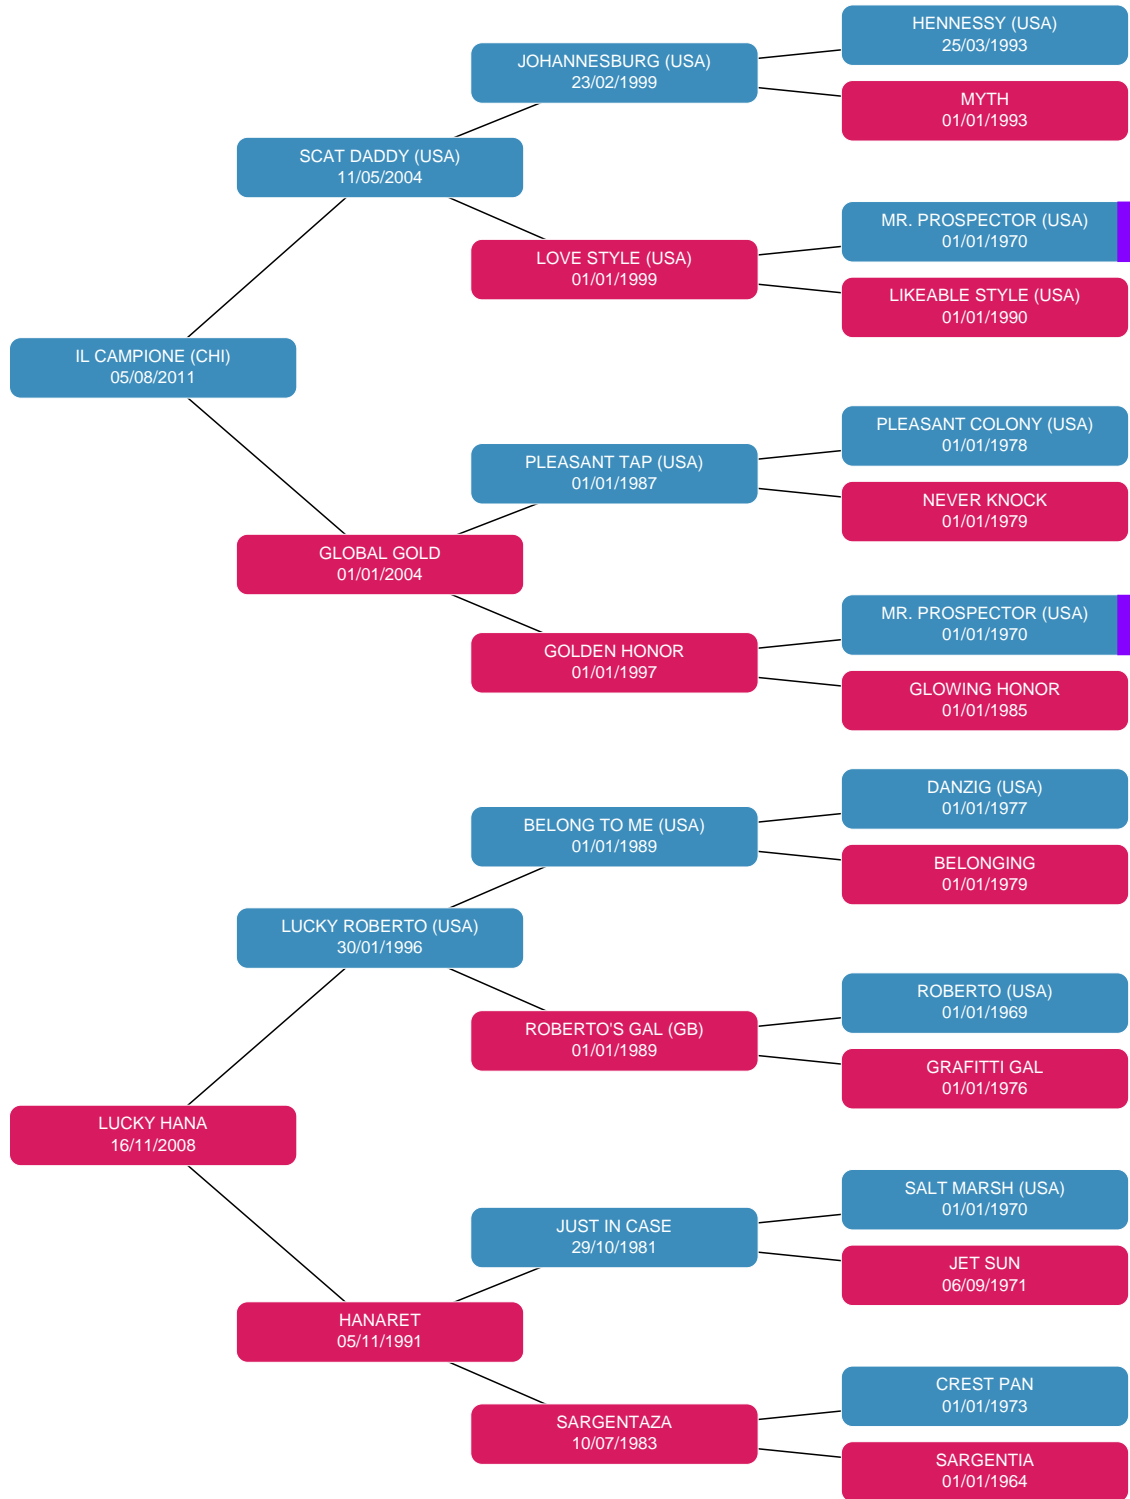 HENNESSY (USA)
25/03/1993
JOHANNESBURG (USA)
23/02/1999
MYTH
01/01/1993
SCAT DADDY (USA)
11/05/2004
MR. PROSPECTOR (USA)
01/01/1970
LOVE STYLE (USA)
01/01/1999
LIKEABLE STYLE (USA)
01/01/1990
IL CAMPIONE (CHI)
05/08/2011
PLEASANT COLONY (USA)
01/01/1978
PLEASANT TAP (USA)
01/01/1987
NEVER KNOCK
01/01/1979
GLOBAL GOLD
01/01/2004
MR. PROSPECTOR (USA)
01/01/1970
GOLDEN HONOR
01/01/1997
GLOWING HONOR
01/01/1985
DANZIG (USA)
01/01/1977
BELONG TO ME (USA)
01/01/1989
BELONGING
01/01/1979
LUCKY ROBERTO (USA)
30/01/1996
ROBERTO (USA)
01/01/1969
ROBERTO'S GAL (GB)
01/01/1989
GRAFITTI GAL
01/01/1976
LUCKY HANA
16/11/2008
SALT MARSH (USA)
01/01/1970
JUST IN CASE
29/10/1981
JET SUN
06/09/1971
HANARET
05/11/1991
CREST PAN
01/01/1973
SARGENTAZA
10/07/1983
SARGENTIA
01/01/1964